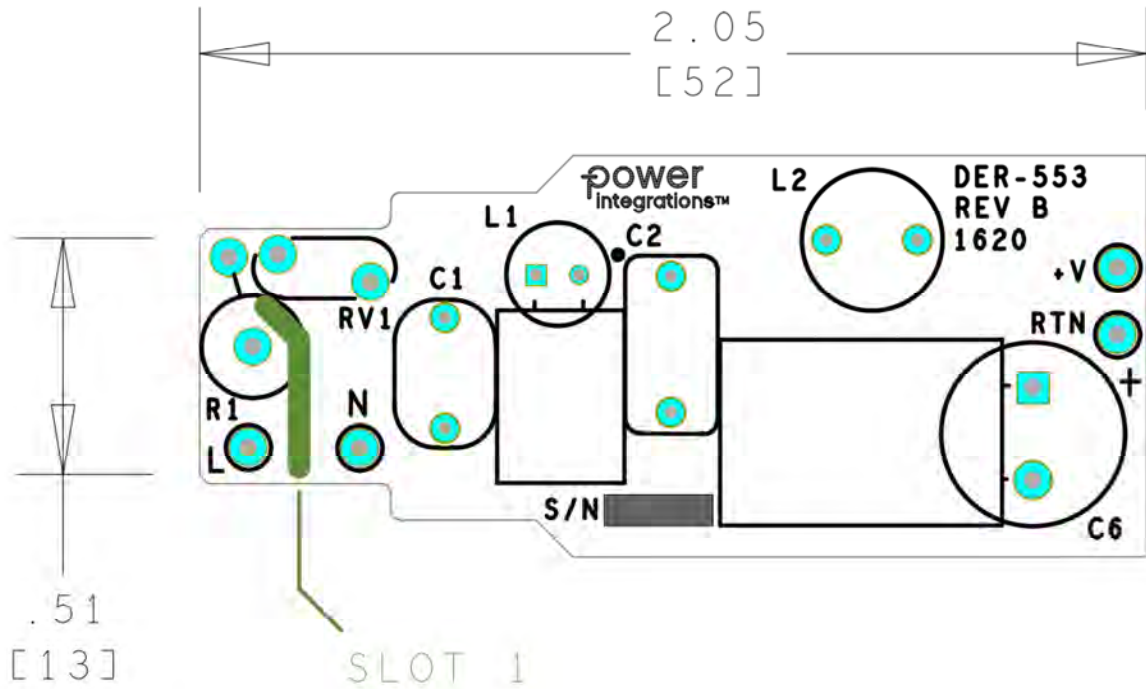 2.05
[52]
power
integrations™
L2
DER-553
REV B
1620
L1
C2
+V
C1
RV1
RTN
+
R1
N
L
S/N
C6
.51
[13]
SLOT 1